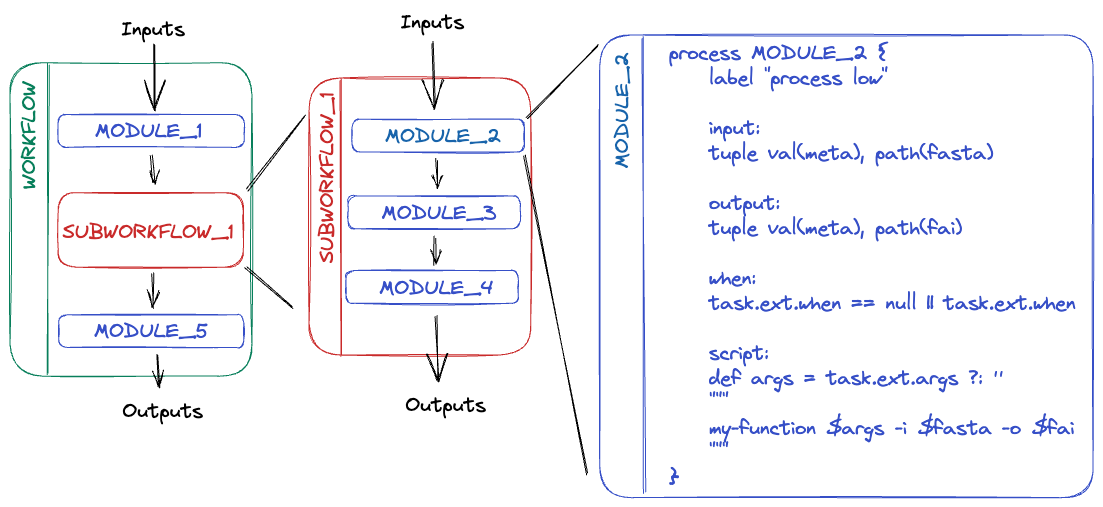 Inputs
WORKFLOW
MODULE_1
SUBWORKFLOW_1
MODULE_5
Outputs
Inputs
SUBWORKFLOW_1
MODULE_2
MODULE_3
MODULE_4
Outputs
MODULE_2
process MODULE_2 {
label "process low"
input:
tuple val(meta), path(fasta)
output:
tuple val(meta), path(fai)
when:
task.ext.when == null || task.ext.when
script:
def args = task.ext.args ?: ''
"""
my-function $args -i $fasta -o $fai
"""
}